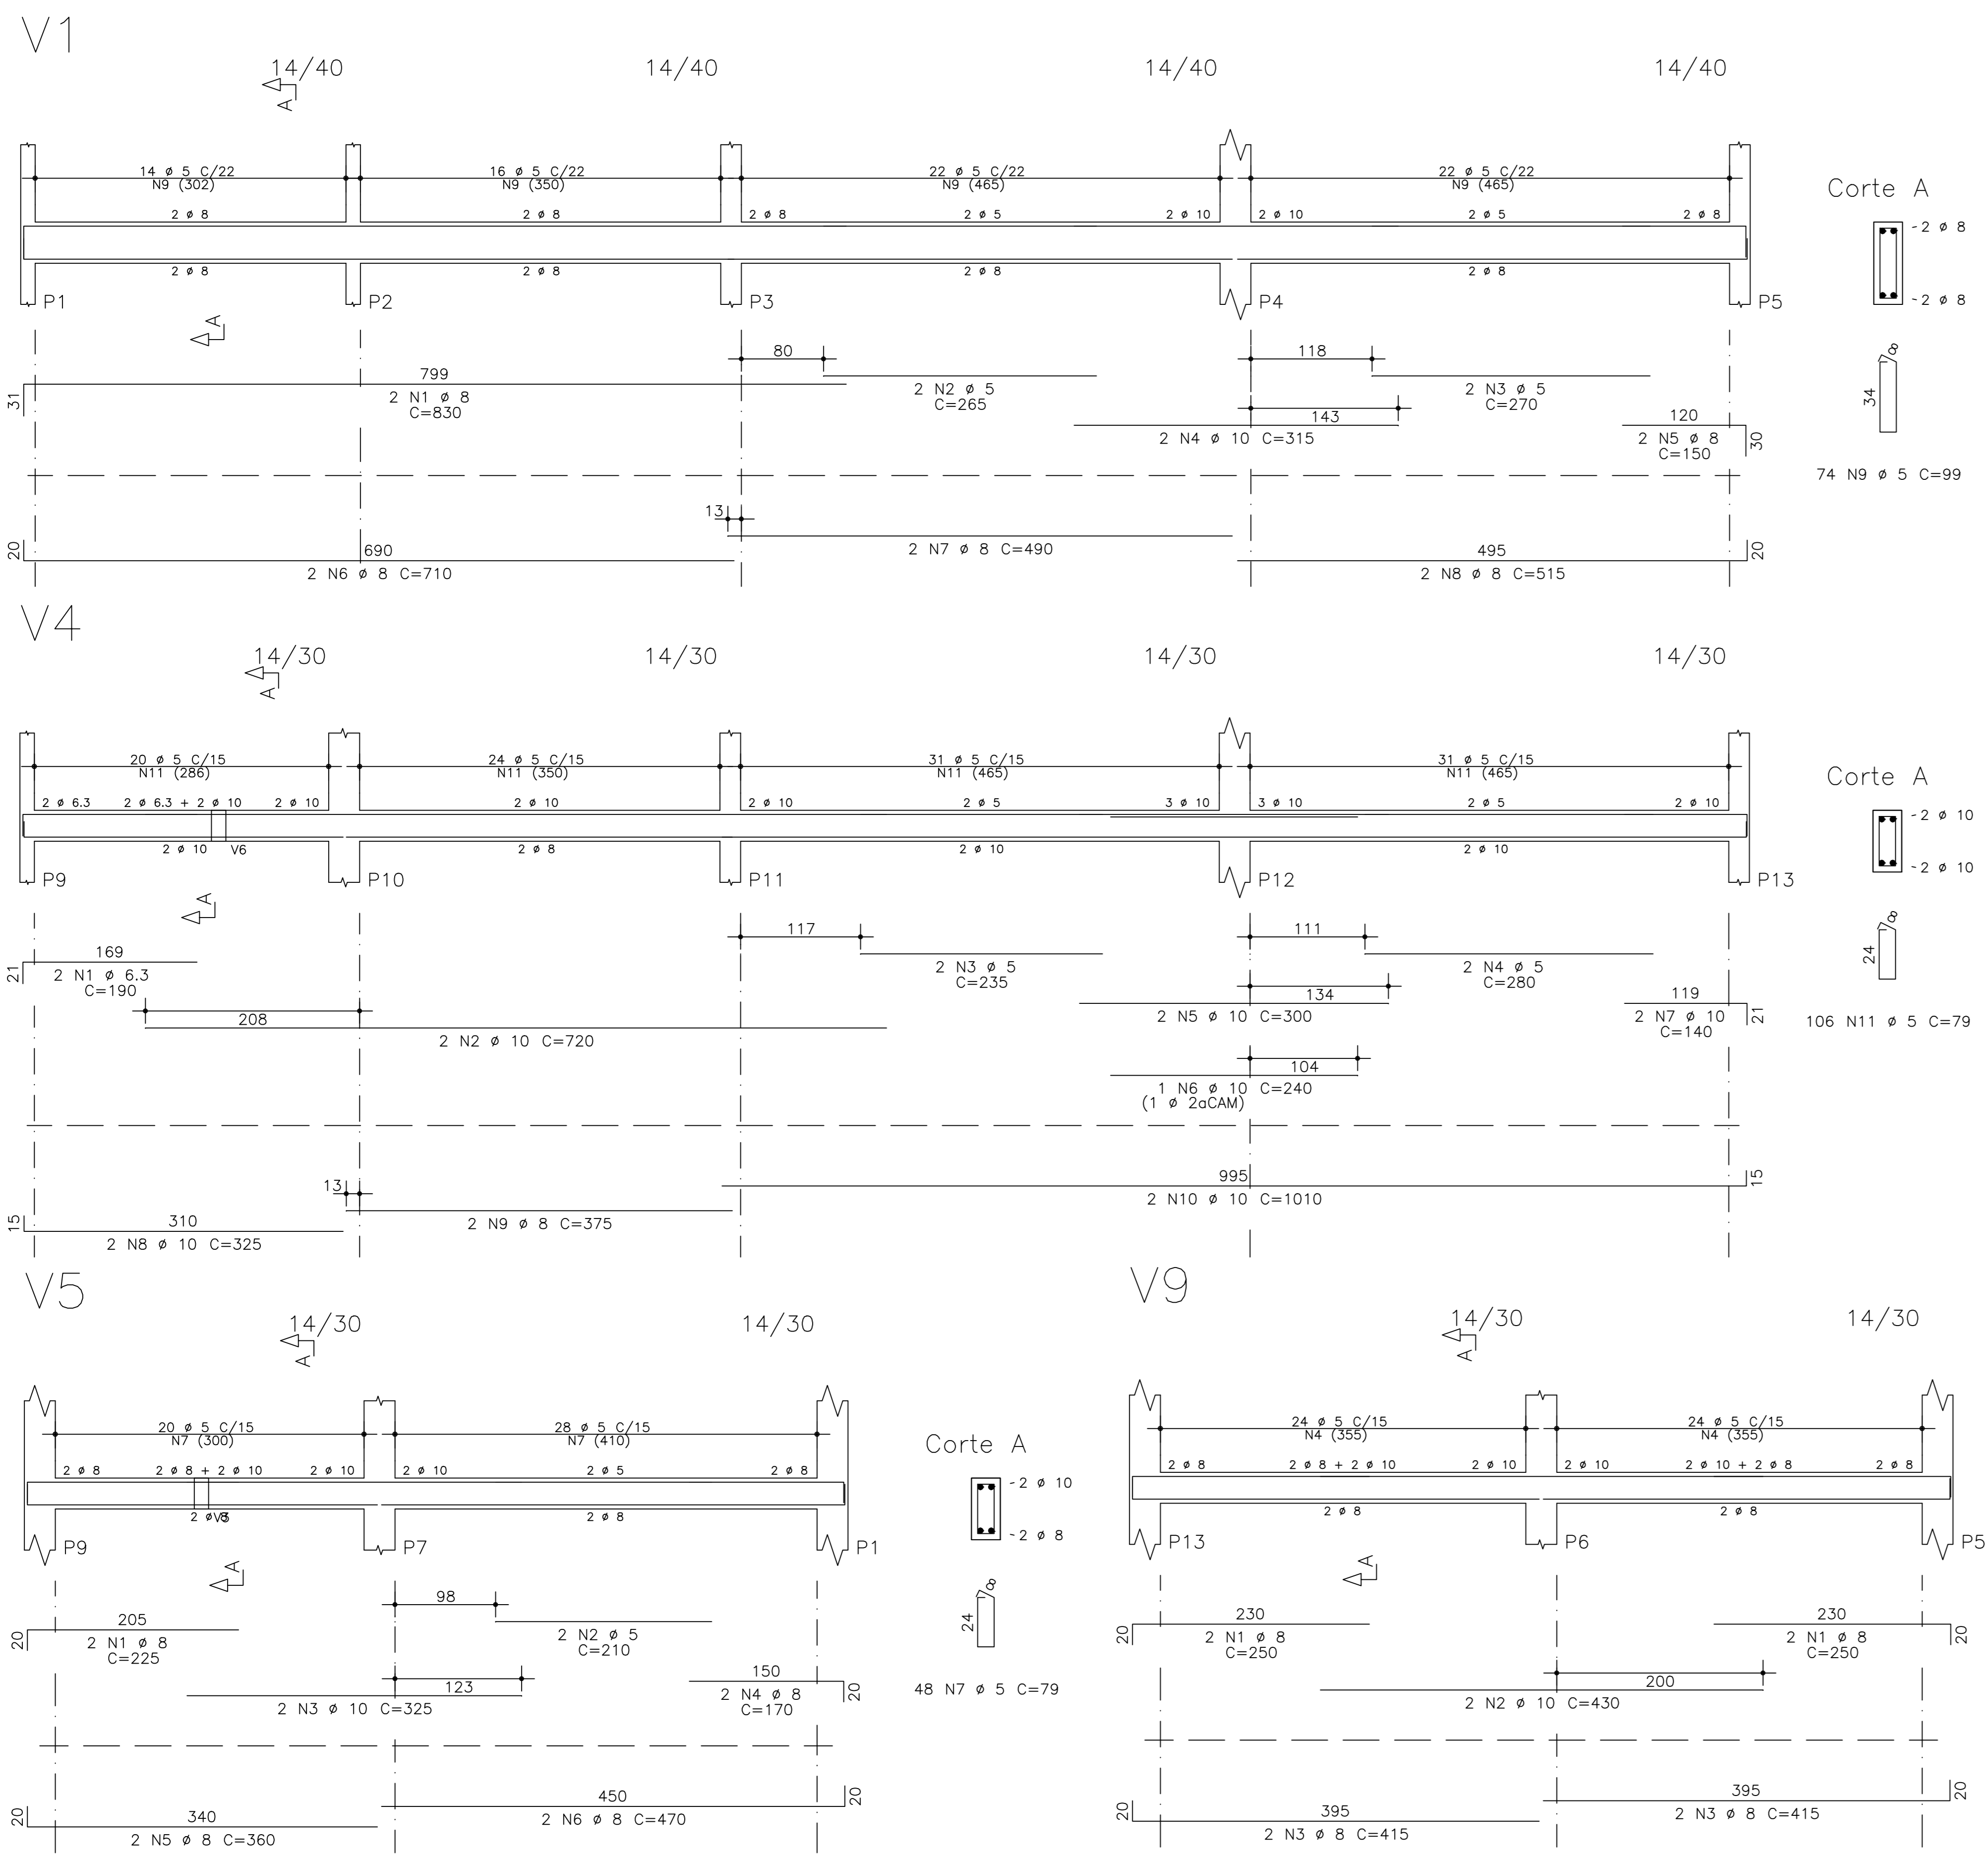 V1
14/40 14/40 14/40 14/40
A
14 ø 5 C/22 16 ø 5 C/22 22 ø 5 C/22 22 ø 5 C/22
N9 (302) N9 (350) N9 (465) N9 (465)
Corte A
2 ø 8 2 ø 8 2 ø 8 2 ø 5 2 ø 10 2 ø 10 2 ø 5 2 ø 8
-2 ø 8
2 ø 8 2 ø 8 2 ø 8 2 ø 8
-2 ø 8
P1 P2 P3 P4 P5
A
80 118
8
799
2 N1 ø 8
C=830
31
2 N2 ø 5
C=265
2 N3 ø 5
C=270
34
143
2 N4 ø 10 C=315
120
2 N5 ø 8
C=150
30
74 N9 ø 5 C=99
13
20
690
2 N6 ø 8 C=710
2 N7 ø 8 C=490
495
2 N8 ø 8 C=515
20
V4
14/30 14/30 14/30 14/30
A
20 ø 5 C/15 24 ø 5 C/15 31 ø 5 C/15 31 ø 5 C/15
N11 (286) N11 (350) N11 (465) N11 (465)
Corte A
2 ø 6.3 2 ø 6.3 + 2 ø 10 2 ø 10 2 ø 10 2 ø 10 2 ø 5 3 ø 10 3 ø 10 2 ø 5 2 ø 10
-2 ø 10
2 ø 10 V6 2 ø 8 2 ø 10 2 ø 10
-2 ø 10
P9 P10 P11 P12 P13
A
117 111
8
21
169
2 N1 ø 6.3
C=190
2 N3 ø 5
C=235
2 N4 ø 5
C=280
24
208
2 N2 ø 10 C=720
134
2 N5 ø 10 C=300
119
2 N7 ø 10
C=140
21
106 N11 ø 5 C=79
104
1 N6 ø 10 C=240
(1 ø 2aCAM)
13
995
2 N10 ø 10 C=1010
15
15
310
2 N8 ø 10 C=325
2 N9 ø 8 C=375
V5
14/30 14/30
A
20 ø 5 C/15 28 ø 5 C/15
N7 (300) N7 (410)
Corte A
2 ø 8 2 ø 8 + 2 ø 10 2 ø 10 2 ø 10 2 ø 5 2 ø 8
-2 ø 10
2 ø 8 2 ø 8
-2 ø 8
P9 P7 P1
A
98
8
20
205
2 N1 ø 8
C=225
2 N2 ø 5
C=210
24
123
2 N3 ø 10 C=325
150
2 N4 ø 8
C=170
20
48 N7 ø 5 C=79
20
340
2 N5 ø 8 C=360
450
2 N6 ø 8 C=470
20
V9
14/30 14/30
A
24 ø 5 C/15 24 ø 5 C/15
N4 (355) N4 (355)
2 ø 8 2 ø 8 + 2 ø 10 2 ø 10 2 ø 10 2 ø 10 + 2 ø 8 2 ø 8
2 ø 8 2 ø 8
P13 P6 P5
A
20
230
2 N1 ø 8
C=250
230
2 N1 ø 8
C=250
20
200
2 N2 ø 10 C=430
20
395
2 N3 ø 8 C=415
395
2 N3 ø 8 C=415
20